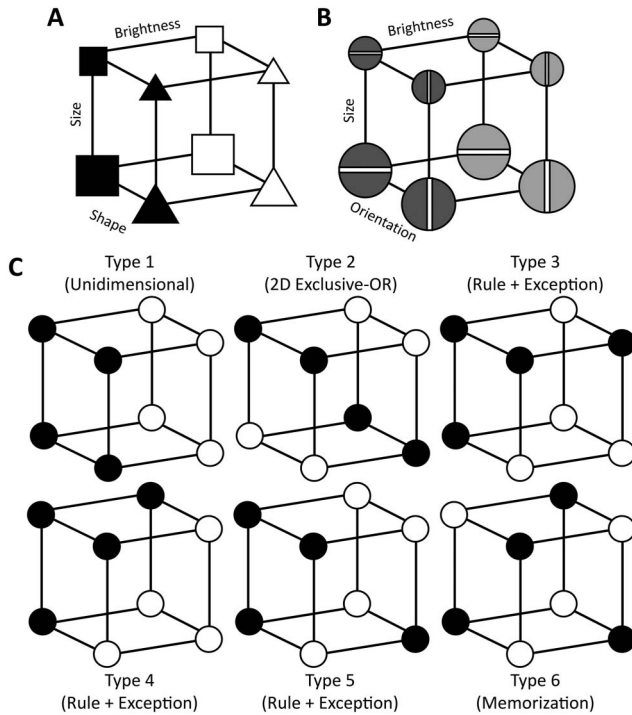 A
Brightness
Size
Shape
B
Brightness
Size
Orientation
C
Type 1
(Unidimensional)
Type 2
(2D Exclusive-OR)
Type 3
(Rule + Exception)
Type 4
(Rule + Exception)
Type 5
(Rule + Exception)
Type 6
(Memorization)